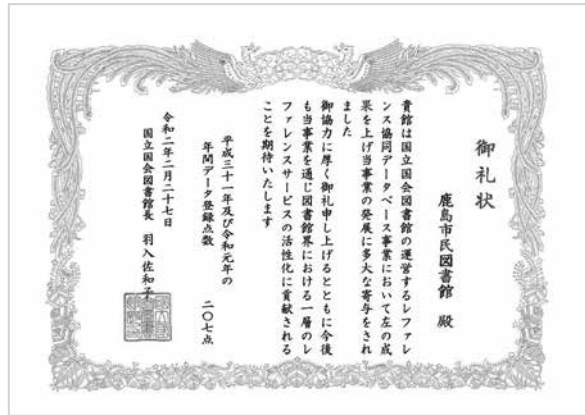 御礼状
鹿島市民図書館 殿
貴館は国立国会図書館の運営するレファレ
ンス協同データベース事業において左の成
果を上げ当事業の発展に多大な寄与をされ
ました
御協力に厚く御礼申し上げるとともに今後
も当事業を通じ図書館界における一層のレ
ファレンスサービスの活性化に貢献される
ことを期待いたします
平成三十一年及び令和元年の
年間データ登録点数 二〇七点
令和二年二月二十七日
国立国会図書館長 羽入佐和子